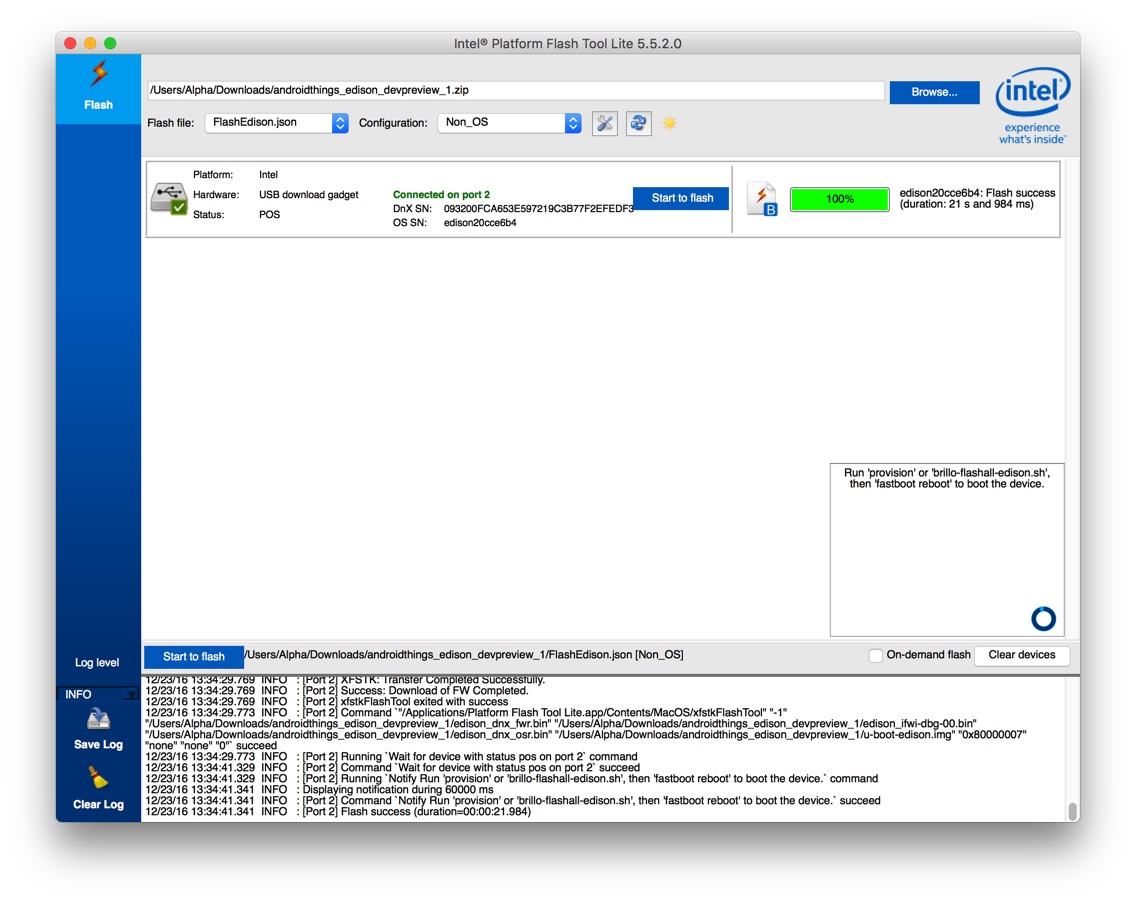 Intel® Platform Flash Tool Lite 5.5.2.0
Flash
/Users/Alpha/Downloads/androidthings_edison_devpreview_1.zip
Browse...
intel)
experience
what's inside™
Flash file:
FlashEdison.json
Configuration:
Non_OS
Platform: Intel
Hardware: USB download gadget
Status: POS
Connected on port 2
DnX SN: 093200FCA653E597219C3B77F2EFEDF3
OS SN: edison20cce6b4
Start to flash
B
100%
edison20cce6b4: Flash success
(duration: 21 s and 984 ms)
Run 'provision' or 'brillo-flashall-edison.sh',
then 'fastboot reboot' to boot the device.
Log level
INFO
Save Log
Clear Log
Start to flash
/Users/Alpha/Downloads/androidthings_edison_devpreview_1/FlashEdison.json [Non_OS]
On-demand flash
Clear devices
12/23/16 13:34:29.769 INFO : [Port 2] XFSTK: Transfer Completed Successfully.
12/23/16 13:34:29.769 INFO : [Port 2] Success: Download of FW Completed.
12/23/16 13:34:29.769 INFO : [Port 2] xfstkFlashTool exited with success
12/23/16 13:34:29.773 INFO : [Port 2] Command `"/Applications/Platform Flash Tool Lite.app/Contents/MacOS/xfstkFlashTool" "-1"
"/Users/Alpha/Downloads/androidthings_edison_devpreview_1/edison_dnx_fwr.bin" "/Users/Alpha/Downloads/androidthings_edison_devpreview_1/edison_ifwi-dbg-00.bin"
"/Users/Alpha/Downloads/androidthings_edison_devpreview_1/edison_dnx_osr.bin" "/Users/Alpha/Downloads/androidthings_edison_devpreview_1/u-boot-edison.img" "0x80000007"
"none" "none" "0"` succeed
12/23/16 13:34:29.773 INFO : [Port 2] Running `Wait for device with status pos on port 2` command
12/23/16 13:34:41.329 INFO : [Port 2] Command `Wait for device with status pos on port 2` succeed
12/23/16 13:34:41.329 INFO : [Port 2] Running `Notify Run 'provision' or 'brillo-flashall-edison.sh', then 'fastboot reboot' to boot the device.` command
12/23/16 13:34:41.341 INFO : Displaying notification during 60000 ms
12/23/16 13:34:41.341 INFO : [Port 2] Command `Notify Run 'provision' or 'brillo-flashall-edison.sh', then 'fastboot reboot' to boot the device.` succeed
12/23/16 13:34:41.341 INFO : [Port 2] Flash success (duration=00:00:21.984)